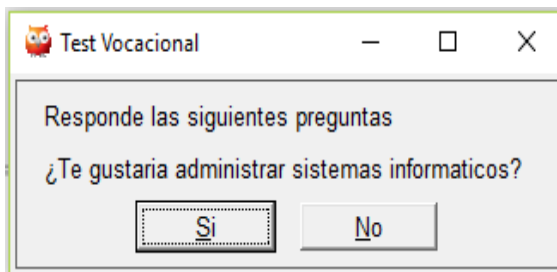 Test Vocacional
Responde las siguientes preguntas
¿Te gustaria administrar sistemas informaticos?
Si No